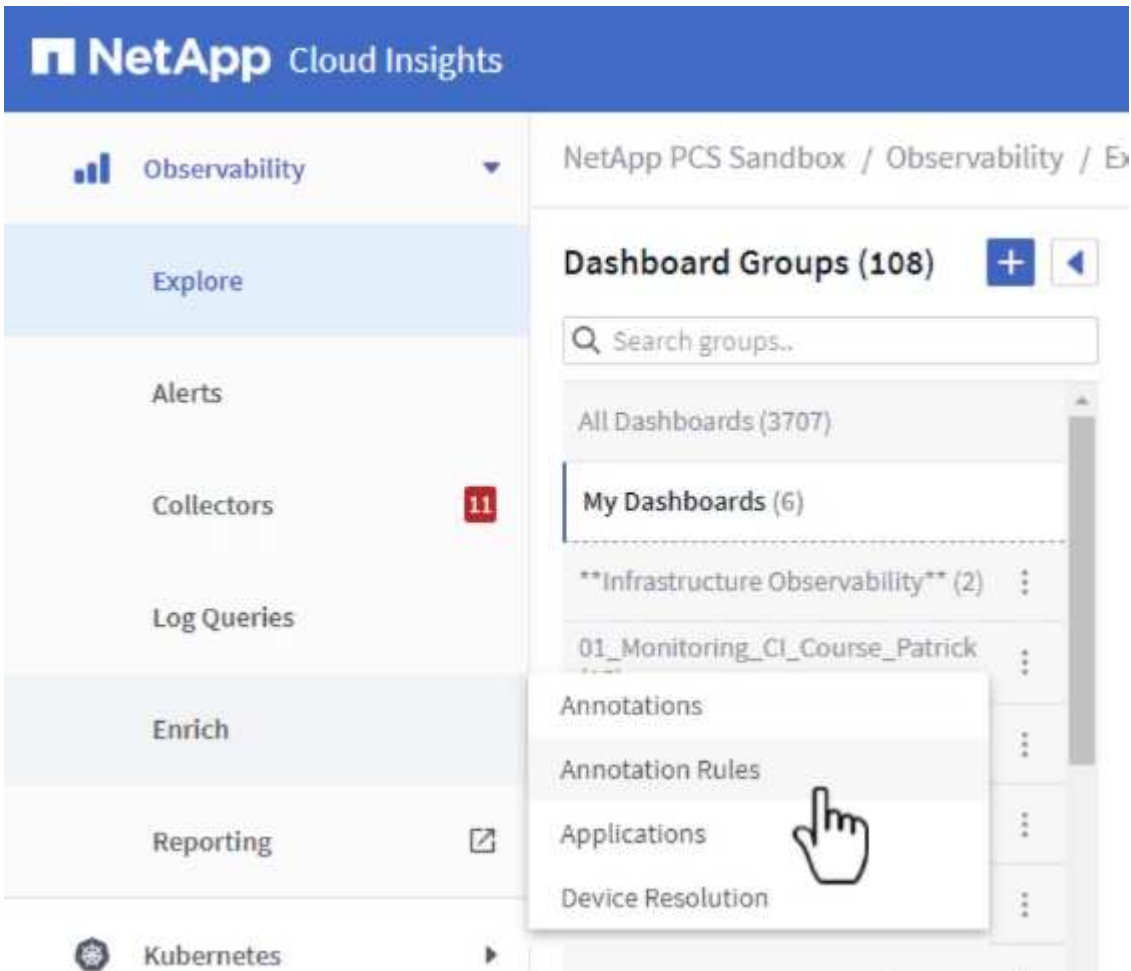 NetApp Cloud Insights
Observability
NetApp PCS Sandbox / Observability /
Explore
Dashboard Groups (108)
Search groups..
Alerts
All Dashboards (3707)
Collectors
11
My Dashboards (6)
**Infrastructure Observability** (2)
Log Queries
01_Monitoring_CI_Course_Patrick
Enrich
Annotations
Annotation Rules
Applications
Device Resolution
Reporting
Kubernetes